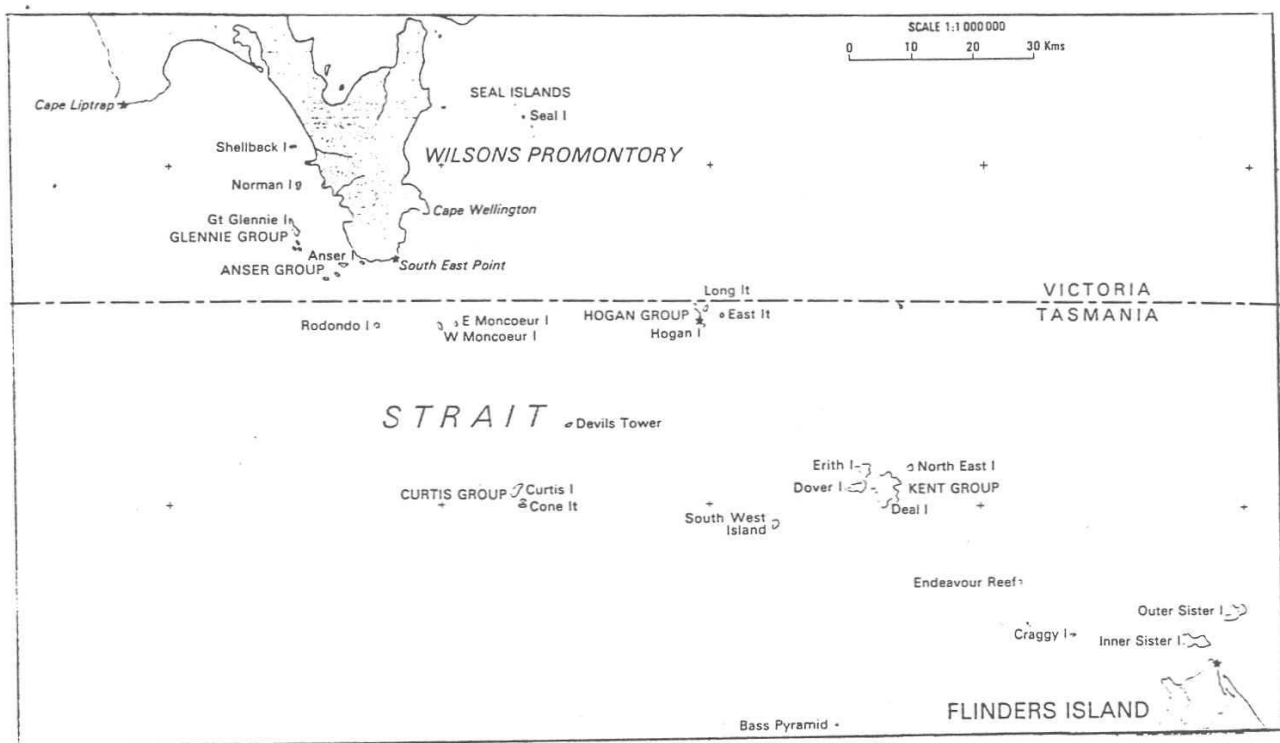 SCALE 1:1 000 000
0 10 20 30 Kms
Cape Liptrap
SEAL ISLANDS
Seal I
Shellback I
WILSONS PROMONTORY
Norman I
Cape Wellington
Gt Glennie I
GLENNIE GROUP
Anser I
ANSER GROUP
South East Point
Long It
VICTORIA
TASMANIA
HOGAN GROUP
East It
Rodondo I
E Moncoeur I
W Moncoeur I
Hogan I
STRAIT
Devils Tower
Erith I
North East I
Dover I
KENT GROUP
CURTIS GROUP
Curtis I
Cone It
Deal I
South West
Island
Endeavour Reef
Outer Sister I
Craggy I
Inner Sister I
FLINDERS ISLAND
Bass Pyramid